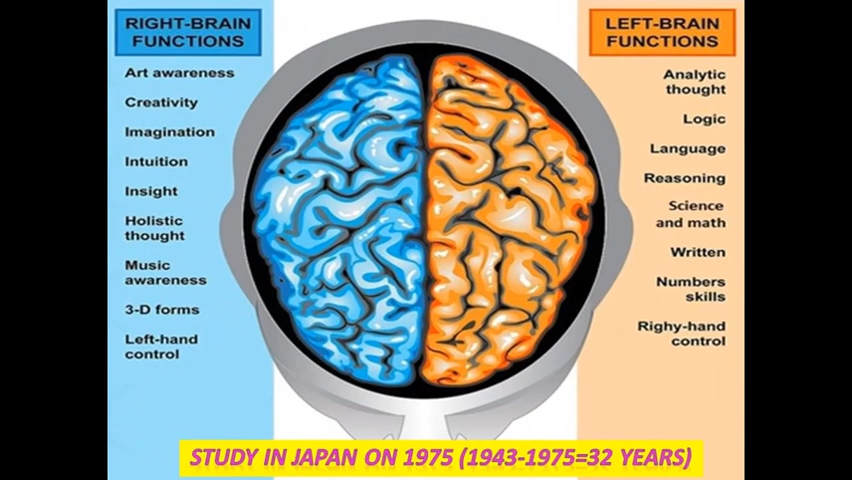 RIGHT-BRAIN
FUNCTIONS
Art awareness
Creativity
Imagination
Intuition
Insight
Holistic
thought
Music
awareness
3-D forms
Left-hand
control
LEFT-BRAIN
FUNCTIONS
Analytic
thought
Logic
Language
Reasoning
Science
and math
Written
Numbers
skills
Righy-hand
control
STUDY IN JAPAN ON 1975 (1943-1975=32 YEARS)